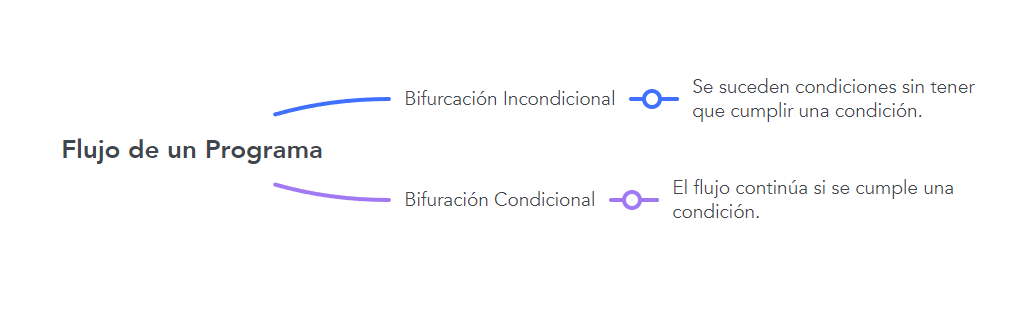 Flujo de un Programa
Bifurcación Incondicional
Se suceden condiciones sin tener
que cumplir una condición.
Bifuración Condicional
El flujo continúa si se cumple una
condición.